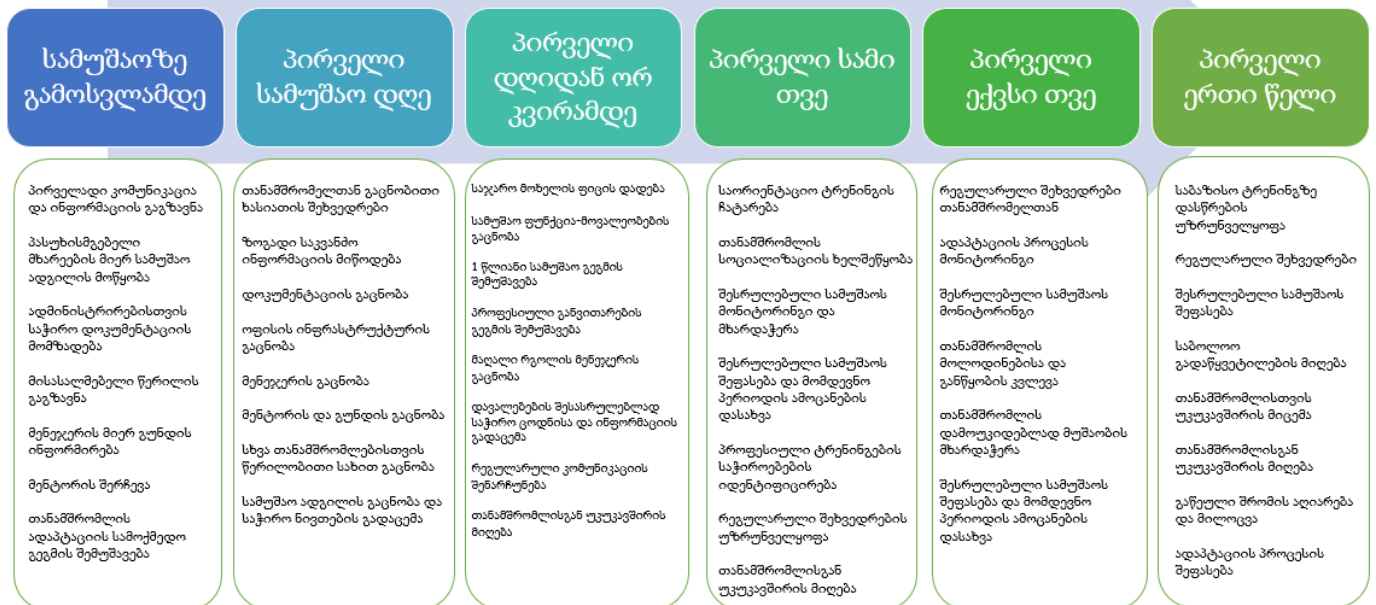 სამუშაოზე
გამოსვლამდე
პირველი
სამუშაო დღე
პირველი
დღიდან ორ
კვირამდე
პირველი სამი
თვე
პირველი
ექვსი თვე
პირველი
ერთი წელი
პირველადი კომუნიკაცია
და ინფორმაციის გაგზავნა
პასუხისმგებელი
მხარეების მიერ სამუშაო
ადგილის მოწყობა
ადმინისტრირებისთვის
საჭირო დოკუმენტაციის
მომზადება
მისასალმებელი წერილის
გაგზავნა
მენეჯერის მიერ გუნდის
ინფორმირება
მენტორის შერჩევა
თანამშრომლის
ადაპტაციის სამოქმედო
გეგმის შემუშავება
თანამშრომელთან გაცნობითი
ხასიათის შეხვედრები
ზოგადი საკვანძო
ინფორმაციის მიწოდება
დოკუმენტაციის გაცნობა
ოფისის ინფრასტრუქტურის
გაცნობა
მენეჯერის გაცნობა
მენტორის და გუნდის გაცნობა
სხვა თანამშრომლებისთვის
წერილობითი სახით გაცნობა
სამუშაო ადგილის გაცნობა და
საჭირო ნივთების გადაცემა
საჯარო მოხელის ფიცის დადება
სამუშაო ფუნქცია-მოვალეობების
გაცნობა
1 წლიანი სამუშაო გეგმის
შემუშავება
პროფესიული განვითარების
გეგმის შემუშავება
მაღალი რგოლის მენეჯერის
გაცნობა
დავალებების შესასრულებლად
საჭირო ცოდნისა და ინფორმაციის
გადაცემა
რეგულარული კომუნიკაციის
შენარჩუნება
თანამშრომლისგან უკუკავშირის
მიღება
საორიენტაციო ტრენინგის
ჩატარება
თანამშრომლის
სოციალიზაციის ხელშეწყობა
შესრულებული სამუშაოს
მონიტორინგი და
მხარდაჭერა
შესრულებული სამუშაოს
შეფასება და მომდევნო
პერიოდის ამოცანების
დასახვა
პროფესიული ტრენინგების
საჭიროებების
იდენტიფიცირება
რეგულარული შეხვედრების
უზრუნველყოფა
თანამშრომლისგან
უკუკავშირის მიღება
რეგულარული შეხვედრები
თანამშრომელთან
ადაპტაციის პროცესის
მონიტორინგი
შესრულებული სამუშაოს
მონიტორინგი
თანამშრომლის
მოლოდინებისა და
განწყობის კვლევა
თანამშრომლის
დამოუკიდებლად მუშაობის
მხარდაჭერა
შესრულებული სამუშაოს
შეფასება და მომდევნო
პერიოდის ამოცანების
დასახვა
საბაზისო ტრენინგზე
დასწრების
უზრუნველყოფა
რეგულარული შეხვედრები
შესრულებული სამუშაოს
შეფასება
საბოლოო
გადაწყვეტილების მიღება
თანამშრომლისთვის
უკუკავშირის მიცემა
თანამშრომლისგან
უკუკავშირის მიღება
გაწეული შრომის აღიარება
და მილოცვა
ადაპტაციის პროცესის
შეფასება